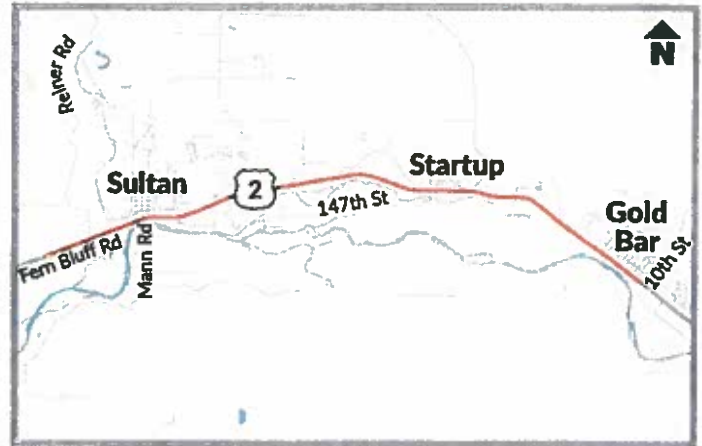 Reiner Rd
N
Sultan
2
Startup
147th St
Gold
Bar
Fern Bluff Rd
Mann Rd
10th St